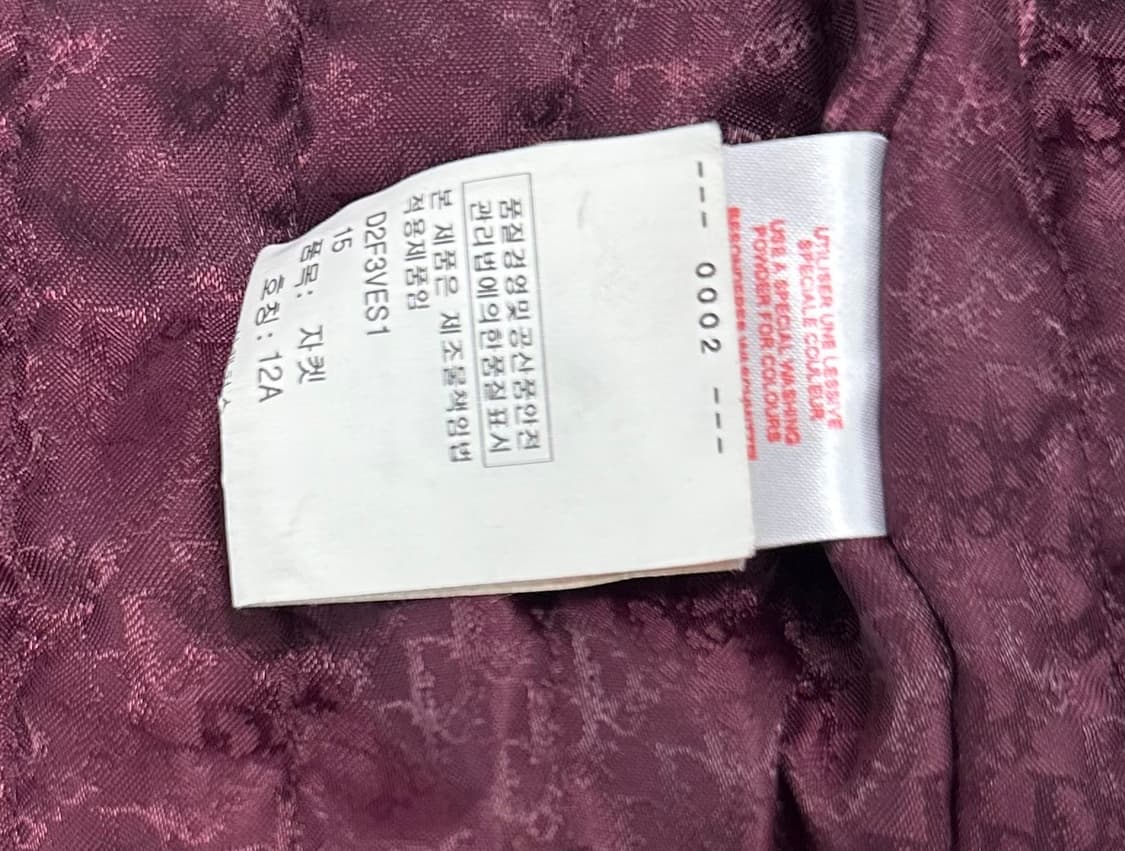 UTILISER UNE LESSIVE
SPECIALE COULEUR
USE A SPECIAL WASHING
POWDER FOR COLOURS
--- 0002 ---
품질경영및공산품안전
관리법에의한품질표시
본 제품은 제조물책임법
적용제품임
D2F3VES1
15
품목: 자켓
호칭: 12A